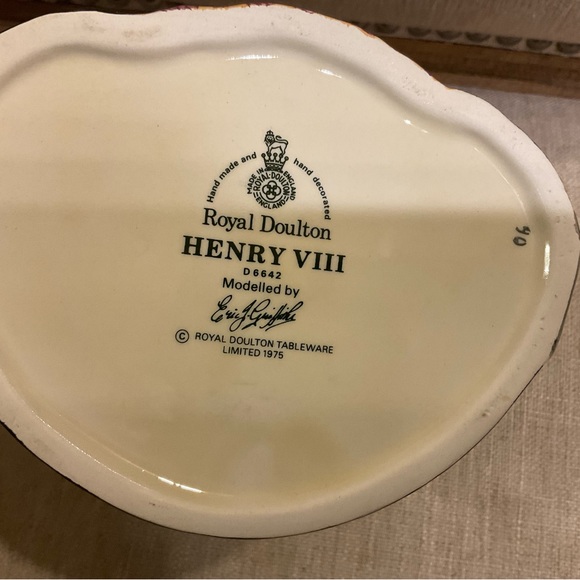 Hand made and hand decorated
MADE IN ENGLAND
ROYAL DOULTON
ENGLAND
Royal Doulton
HENRY VIII
D 6642
Modelled by
Eric J. Griffiths
© ROYAL DOULTON TABLEWARE
LIMITED 1975
40